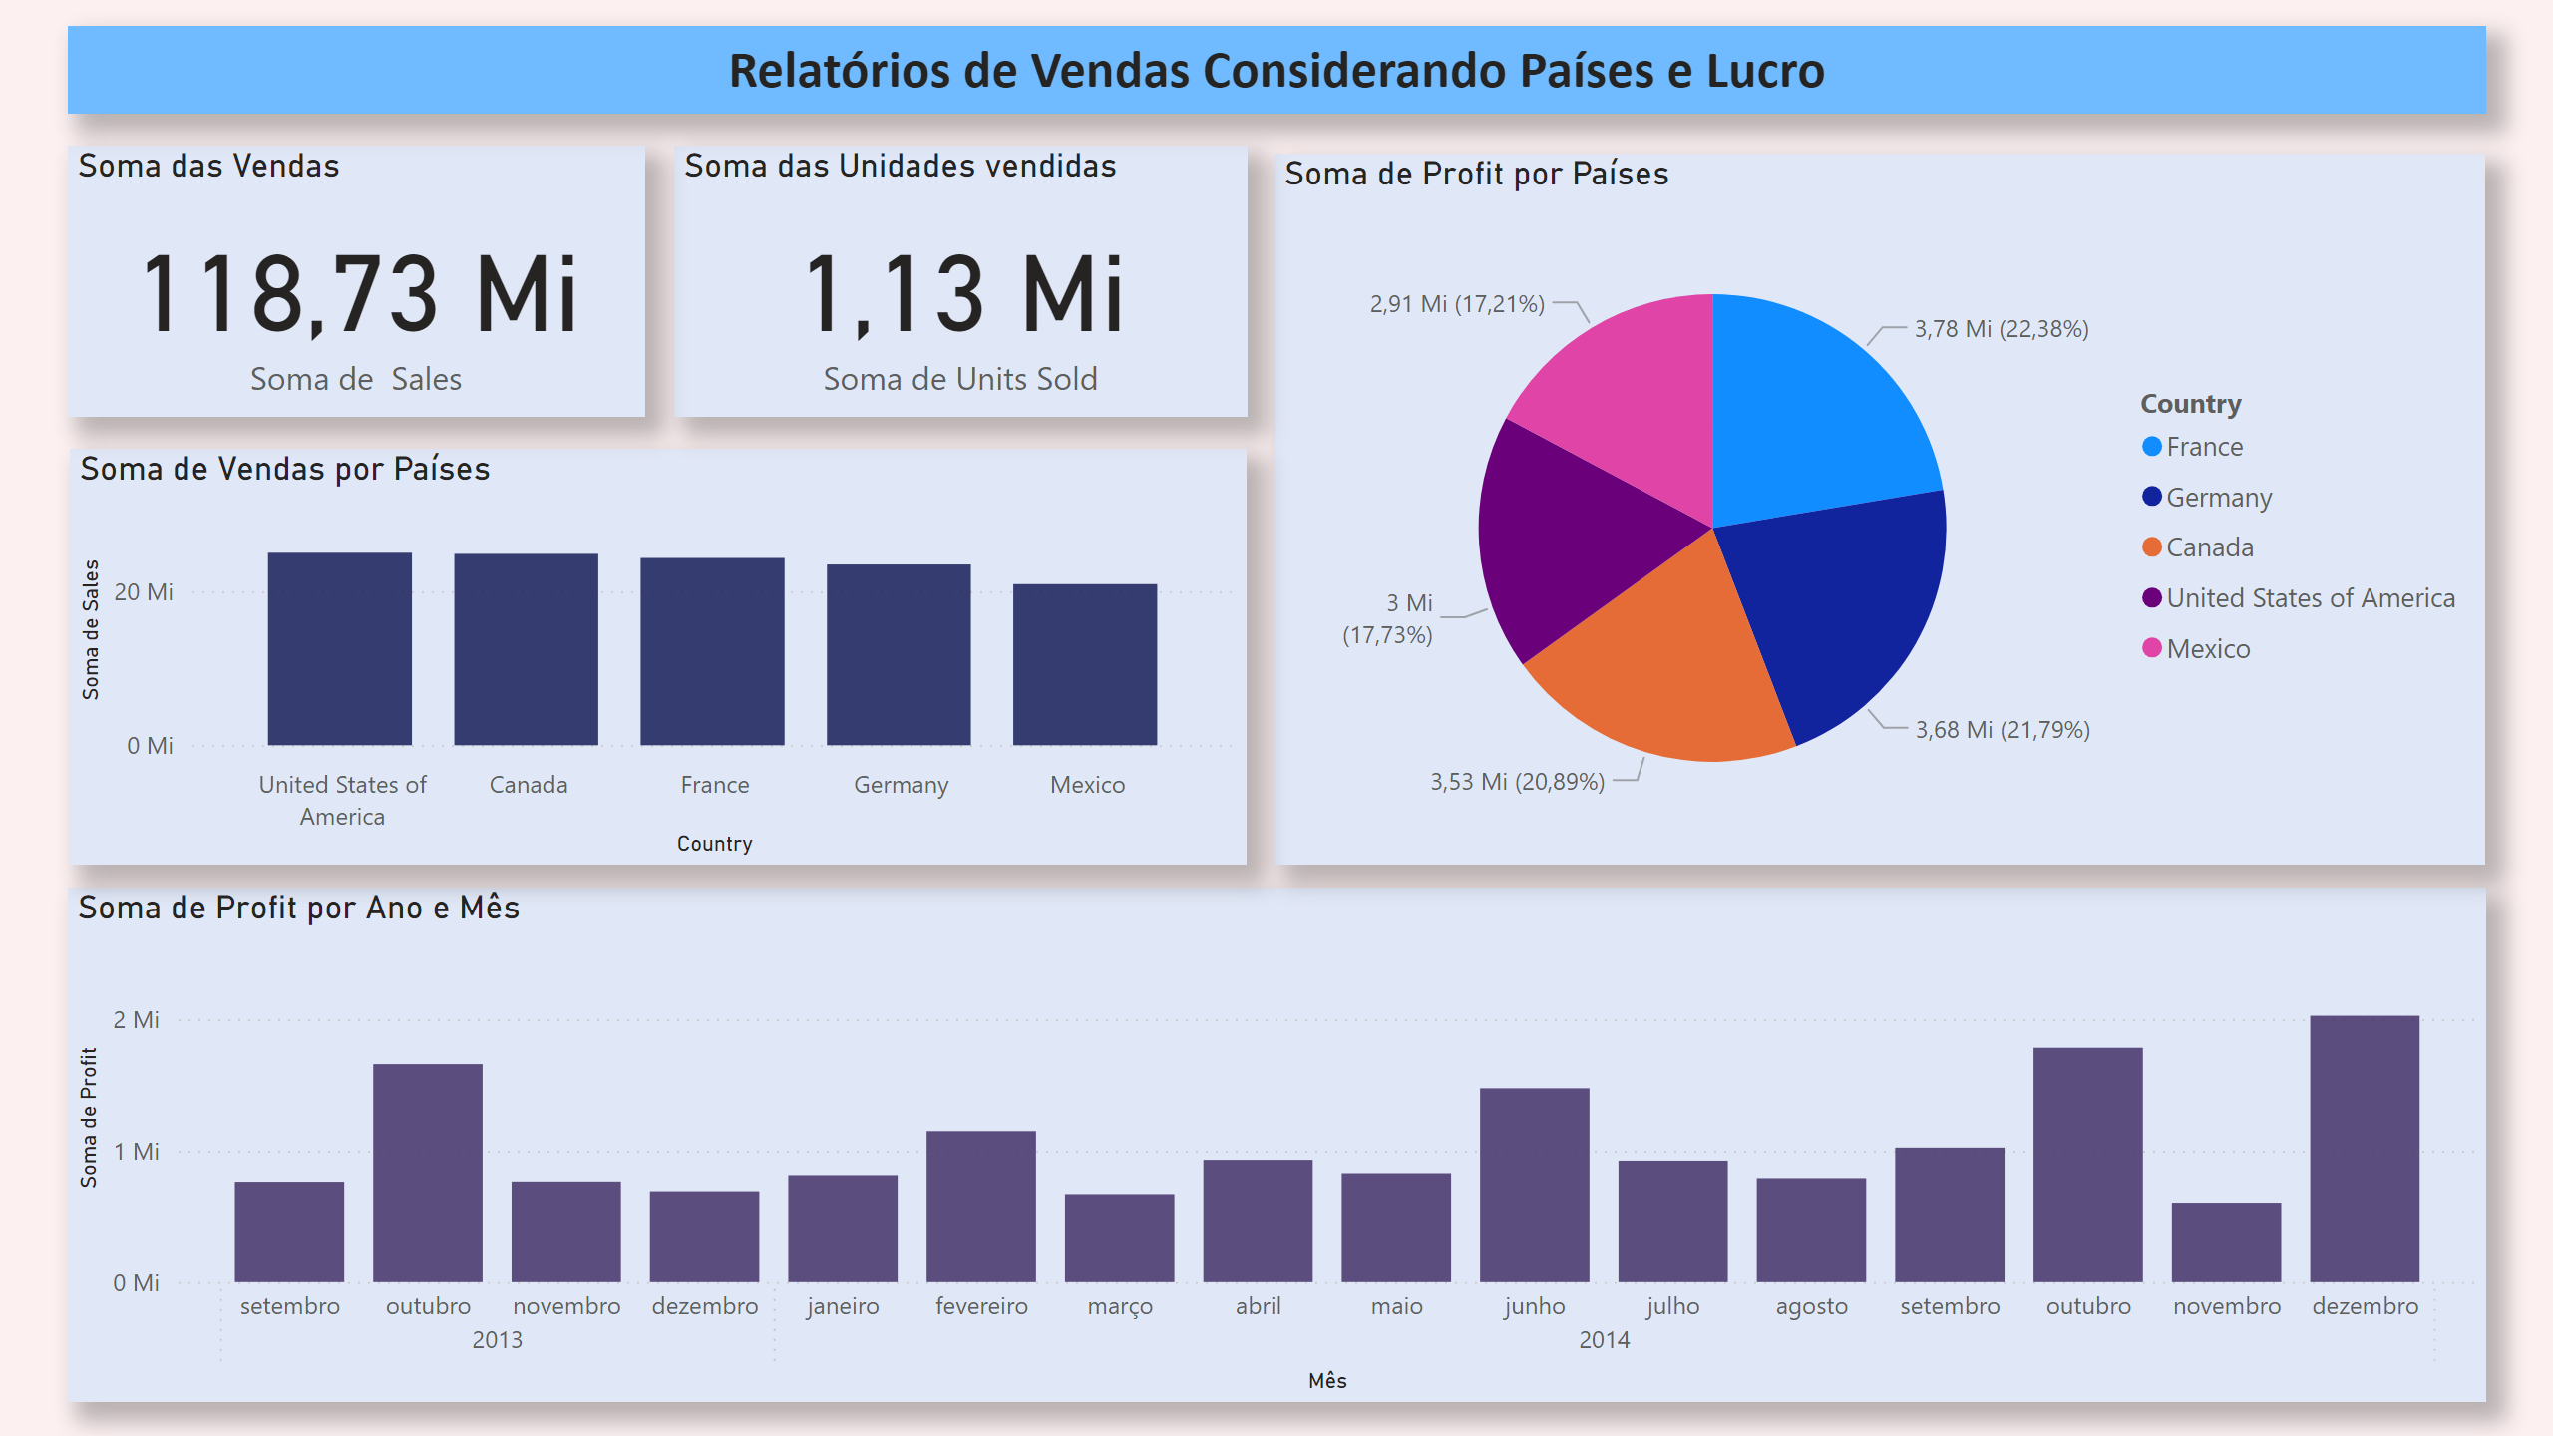 Relatórios de Vendas Considerando Países e Lucro
Soma das Vendas
118,73 Mi
Soma de  Sales
Soma das Unidades vendidas
1,13 Mi
Soma de Units Sold
Soma de Profit por Países
2,91 Mi (17,21%)
3,78 Mi (22,38%)
3 Mi
(17,73%)
3,68 Mi (21,79%)
3,53 Mi (20,89%)
Country
France
Germany
Canada
United States of America
Mexico
Soma de Vendas por Países
Soma de Sales
20 Mi
0 Mi
United States of
America
Canada
France
Germany
Mexico
Country
Soma de Profit por Ano e Mês
Soma de Profit
2 Mi
1 Mi
0 Mi
setembro outubro novembro dezembro janeiro fevereiro março abril maio junho julho agosto setembro outubro novembro dezembro
2013 2014
Mês